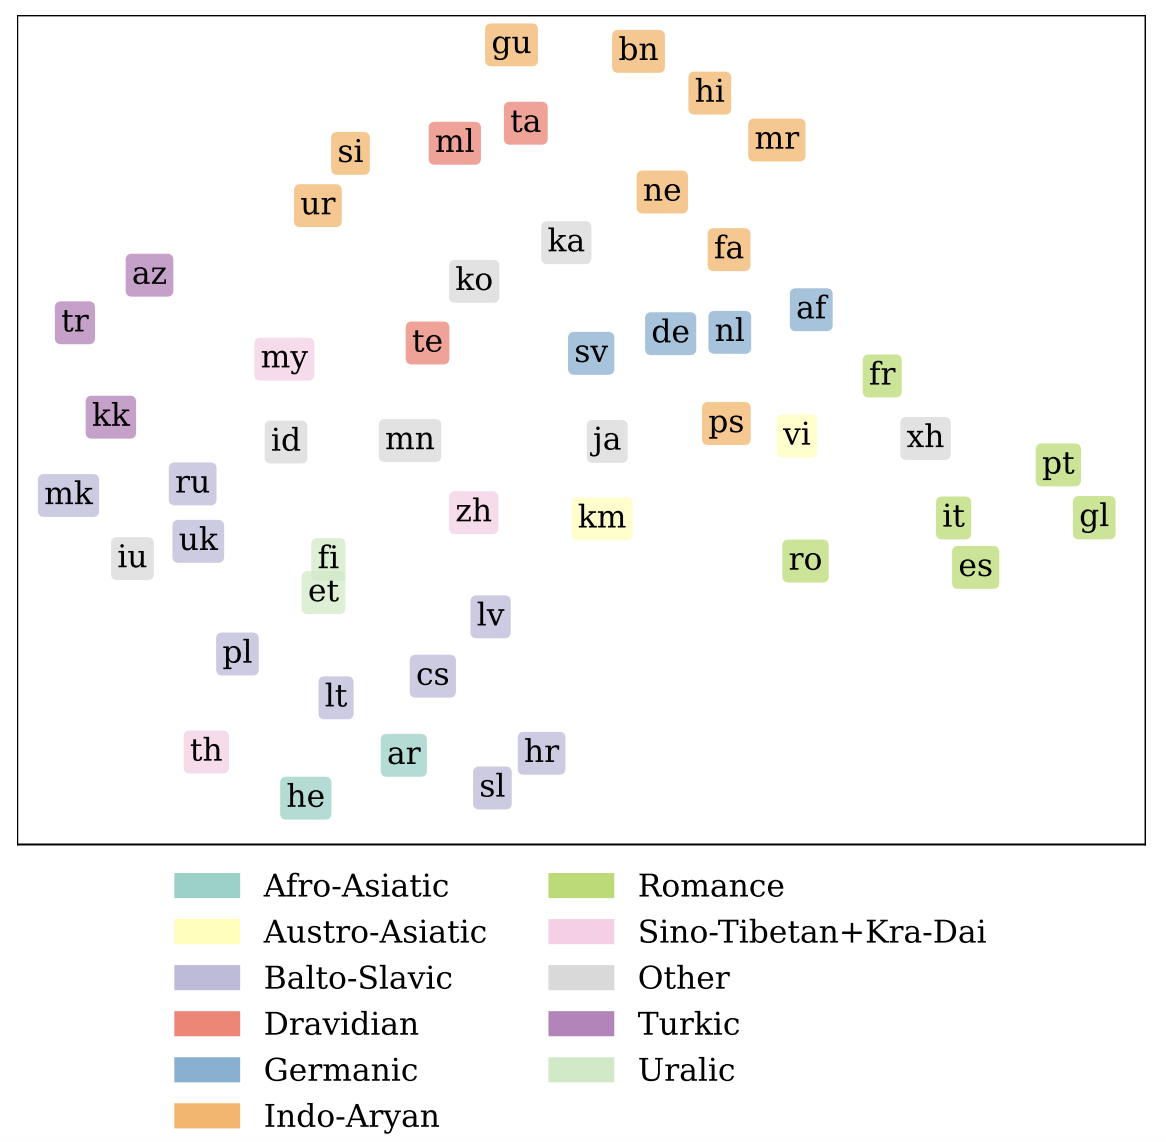 gu
bn
hi
ta
mr
ml
si
ne
ur
ka
fa
az
ko
af
tr
de
nl
te
sv
my
fr
kk
ps
vi
xh
id
mn
ja
pt
ru
mk
zh
km
it
gl
uk
iu
fi
ro
es
et
lv
pl
cs
lt
th
ar
hr
sl
he
Afro-Asiatic
Austro-Asiatic
Balto-Slavic
Dravidian
Germanic
Indo-Aryan
Romance
Sino-Tibetan+Kra-Dai
Other
Turkic
Uralic